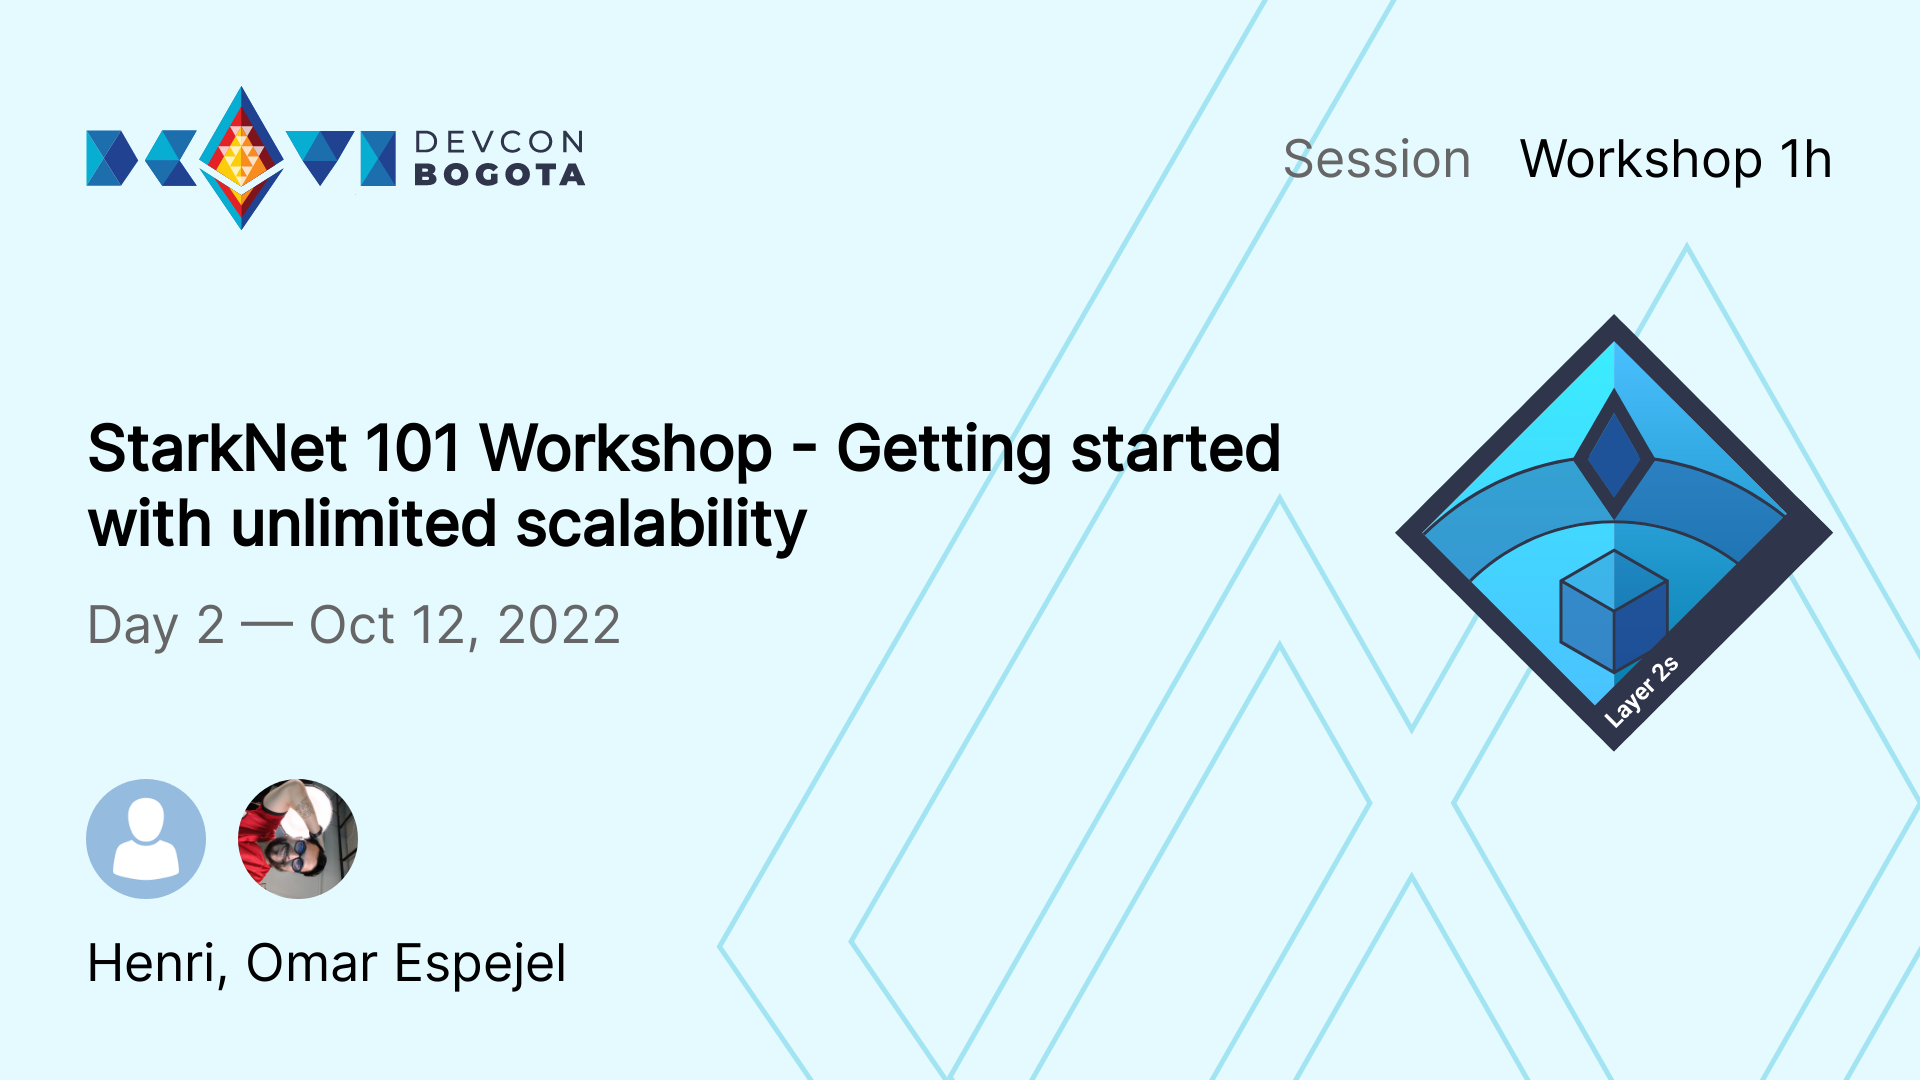 DEVCON
BOGOTA
Session Workshop 1h
StarkNet 101 Workshop - Getting started
with unlimited scalability
Day 2 — Oct 12, 2022
Layer 2s
Henri, Omar Espejel